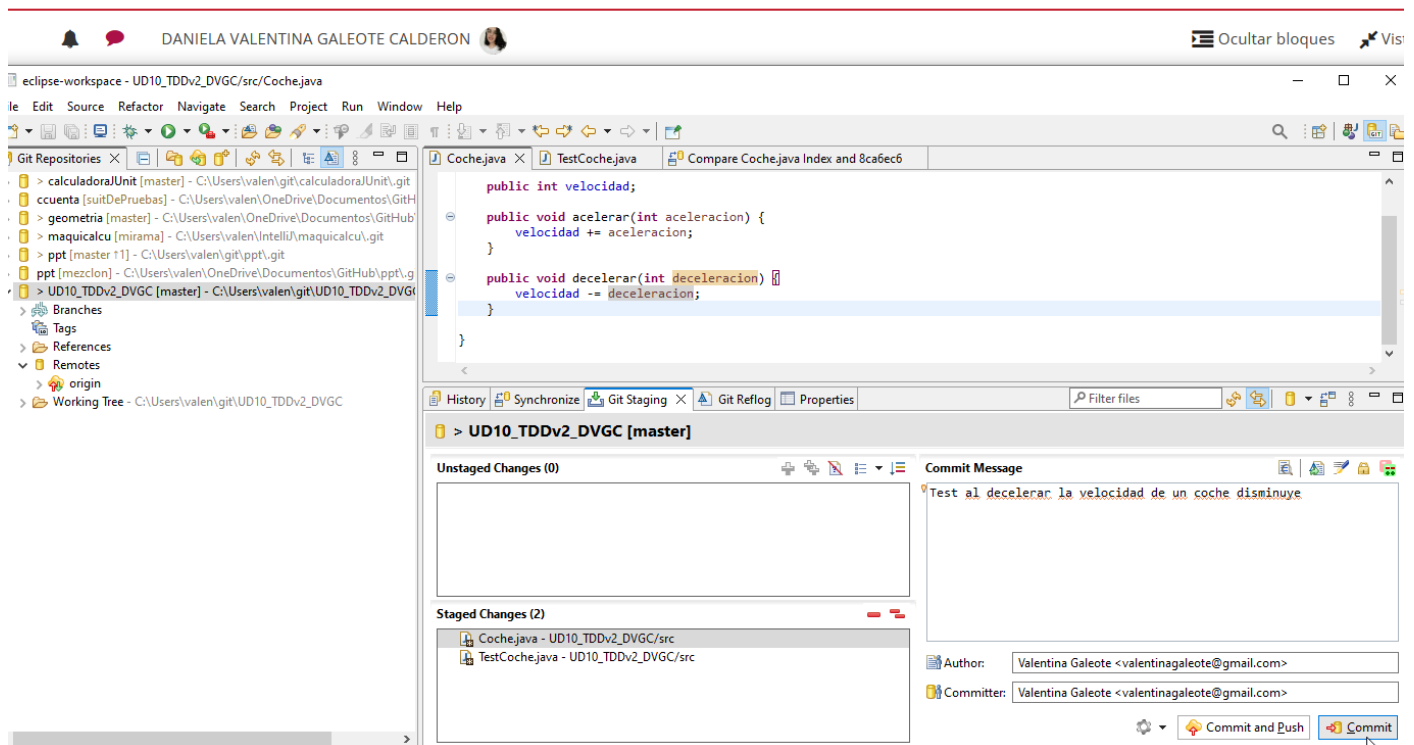 DANIELA VALENTINA GALEOTE CALDERON
Ocultar bloques
Vist
eclipse-workspace - UD10_TDDv2_DVGC/src/Coche.java
ile Edit Source Refactor Navigate Search Project Run Window Help
Git Repositories
> calculadoraJUnit [master] - C:\Users\valen\git\calculadoraJUnit\.git
ccuenta [suitDePruebas] - C:\Users\valen\OneDrive\Documentos\GitH
> geometria [master] - C:\Users\valen\OneDrive\Documentos\GitHub\
> maquicalcu [mirama] - C:\Users\valen\IntelliJ\maquicalcu\.git
> ppt [master ↑1] - C:\Users\valen\git\ppt\.git
ppt [mezclon] - C:\Users\valen\OneDrive\Documentos\GitHub\ppt\.g
> UD10_TDDv2_DVGC [master] - C:\Users\valen\git\UD10_TDDv2_DVG
Branches
Tags
References
Remotes
origin
Working Tree - C:\Users\valen\git\UD10_TDDv2_DVGC
Coche.java
TestCoche.java
Compare Coche.java Index and 8ca6ec6
public int velocidad;
public void acelerar(int aceleracion) {
velocidad += aceleracion;
}
public void decelerar(int deceleracion) {
velocidad -= deceleracion;
}
}
History
Synchronize
Git Staging
Git Reflog
Properties
Filter files
> UD10_TDDv2_DVGC [master]
Unstaged Changes (0)
Staged Changes (2)
Coche.java - UD10_TDDv2_DVGC/src
TestCoche.java - UD10_TDDv2_DVGC/src
Commit Message
Test al decelerar la velocidad de un coche disminuye
Author: Valentina Galeote <valentinagaleote@gmail.com>
Committer: Valentina Galeote <valentinagaleote@gmail.com>
Commit and Push
Commit